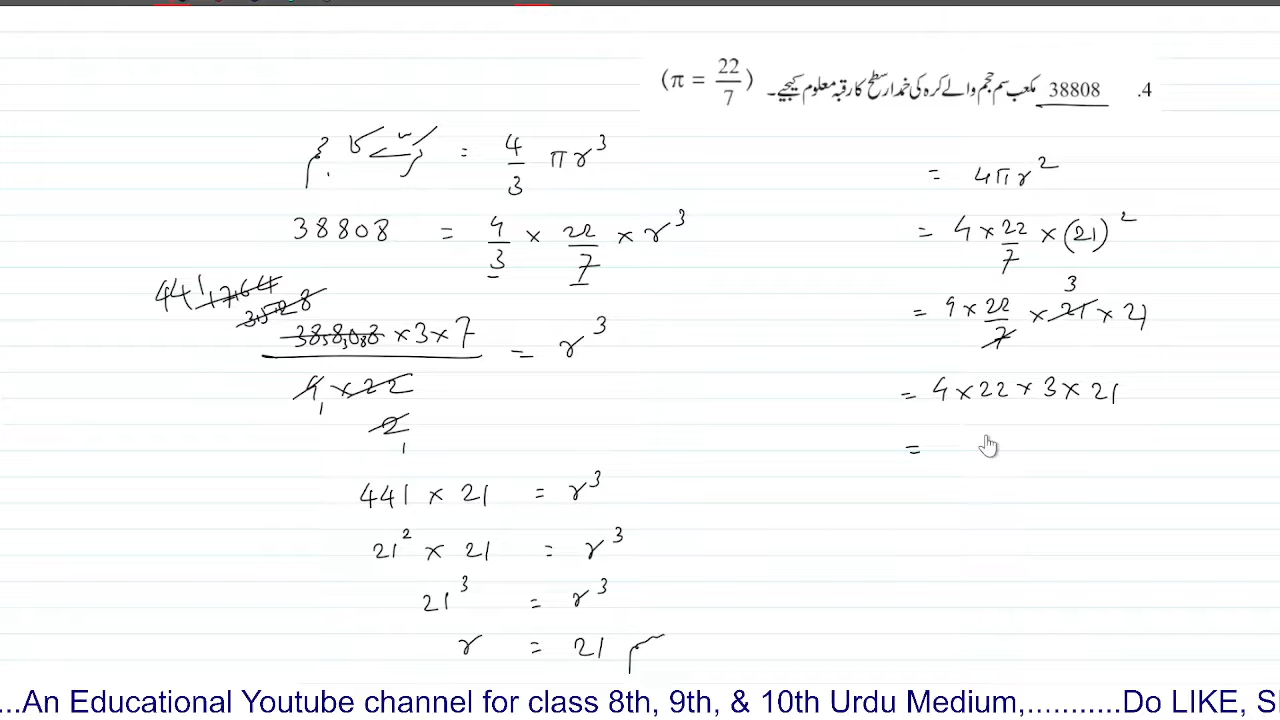 4. 38808 مکعب سم حجم والے کرہ کی خمدار سطح کا رقبہ معلوم کیجیے۔ (π = 22/7)
کرّے کا حجم = 4/3 πr³
38808 = 4/3 × 22/7 × r³
441 1764
3528
38808 × 3 × 7 / 4 × 22 = r³
1
2
1
441 × 21 = r³
21² × 21 = r³
21³ = r³
r = 21 سم
= 4πr²
= 4 × 22/7 × (21)²
= 4 × 22/7 × 21 × 21
3
= 4 × 22 × 3 × 21
=
...An Educational Youtube channel for class 8th, 9th, & 10th Urdu Medium,...........Do LIKE, S